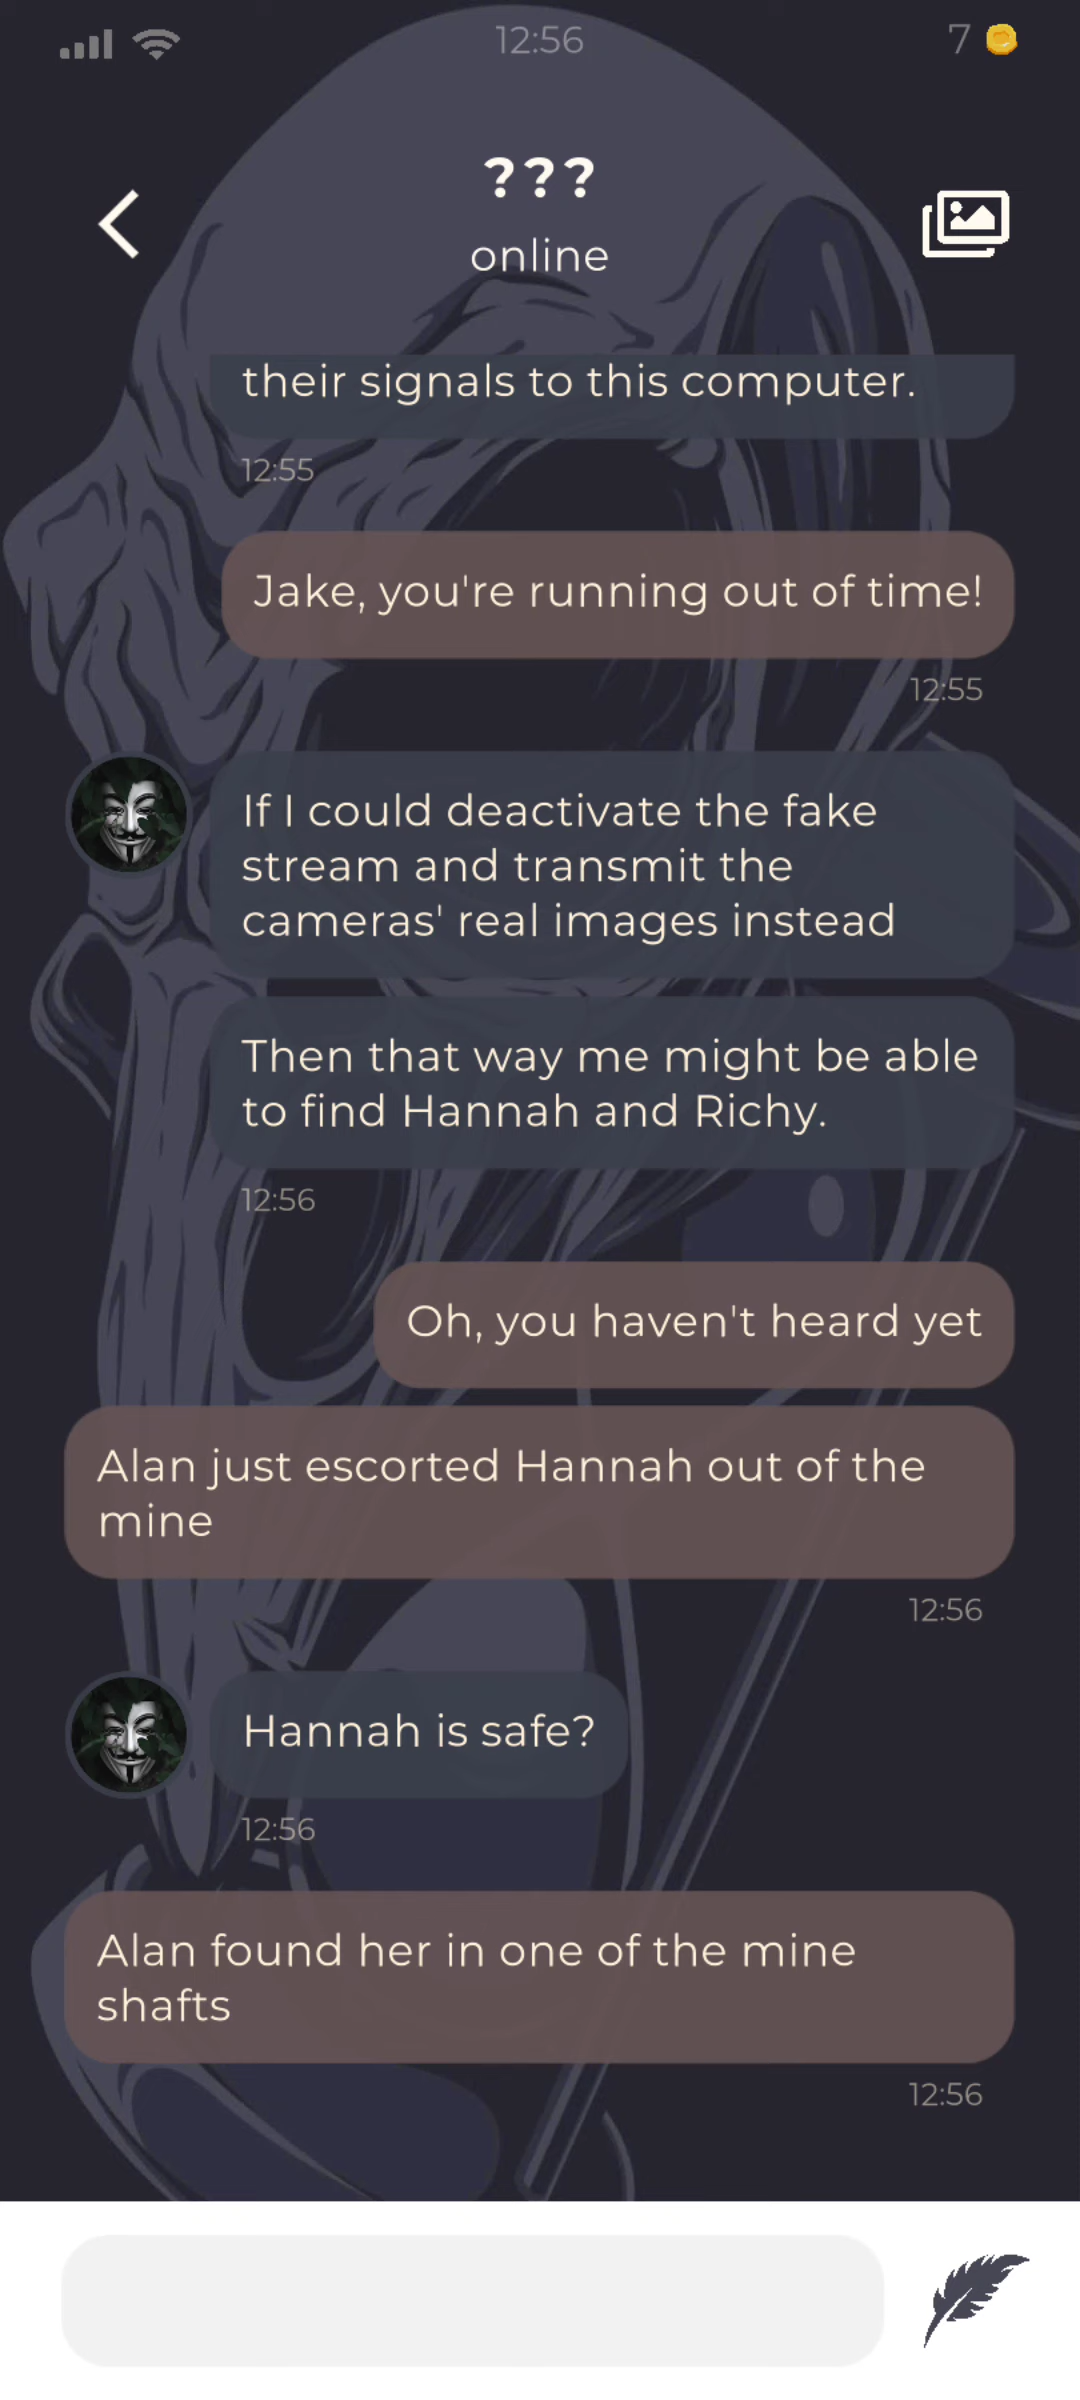 12:56
7
???
online
their signals to this computer.
12:55
Jake, you're running out of time!
12:55
If I could deactivate the fake
stream and transmit the
cameras' real images instead
Then that way me might be able
to find Hannah and Richy.
12:56
Oh, you haven't heard yet
Alan just escorted Hannah out of the
mine
12:56
Hannah is safe?
12:56
Alan found her in one of the mine
shafts
12:56